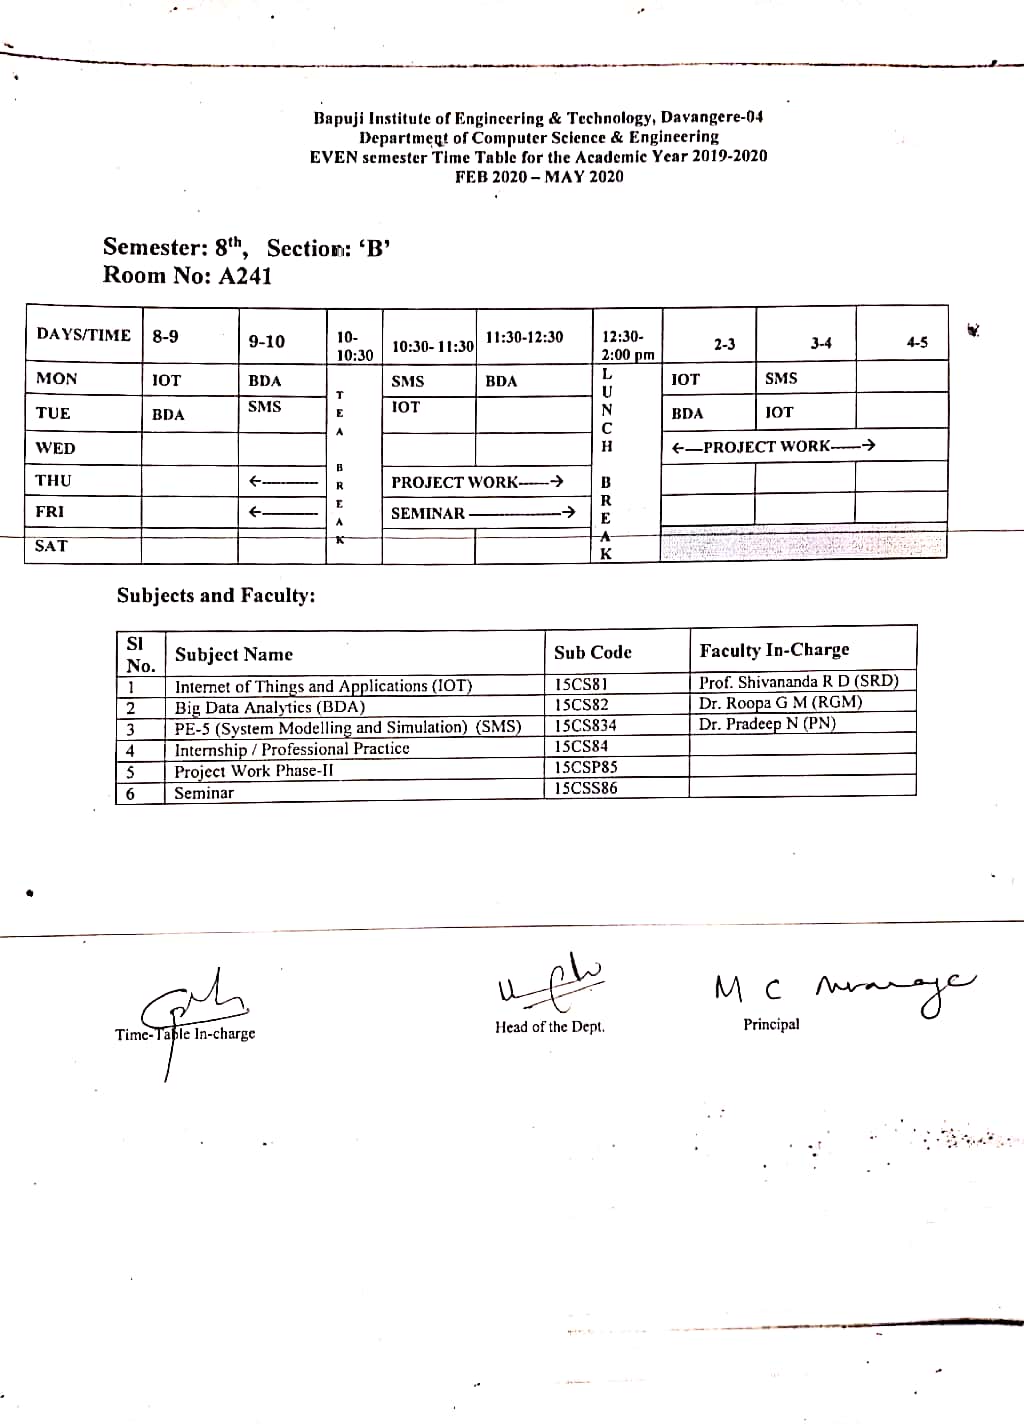 Bapuji Institute of Engineering & Technology, Davangere-04
Department of Computer Science & Engineering
EVEN semester Time Table for the Academic Year 2019-2020
FEB 2020 – MAY 2020
Semester: 8th, Section: ‘B’
Room No: A241
DAYS/TIME 8-9 9-10 10-10:30 10:30-11:30 11:30-12:30 12:30-2:00 pm 2-3 3-4 4-5
MON IOT BDA SMS BDA IOT SMS
TUE BDA SMS IOT BDA IOT
WED ←—PROJECT WORK——→
THU ←——— PROJECT WORK——→
FRI ←——— SEMINAR ————→
SAT
TEA BREAK
LUNCH BREAK
Subjects and Faculty:
Sl No. Subject Name Sub Code Faculty In-Charge
1 Internet of Things and Applications (IOT) 15CS81 Prof. Shivananda R D (SRD)
2 Big Data Analytics (BDA) 15CS82 Dr. Roopa G M (RGM)
3 PE-5 (System Modelling and Simulation) (SMS) 15CS834 Dr. Pradeep N (PN)
4 Internship / Professional Practice 15CS84
5 Project Work Phase-II 15CSP85
6 Seminar 15CSS86
M C
Time-Table In-charge Head of the Dept. Principal